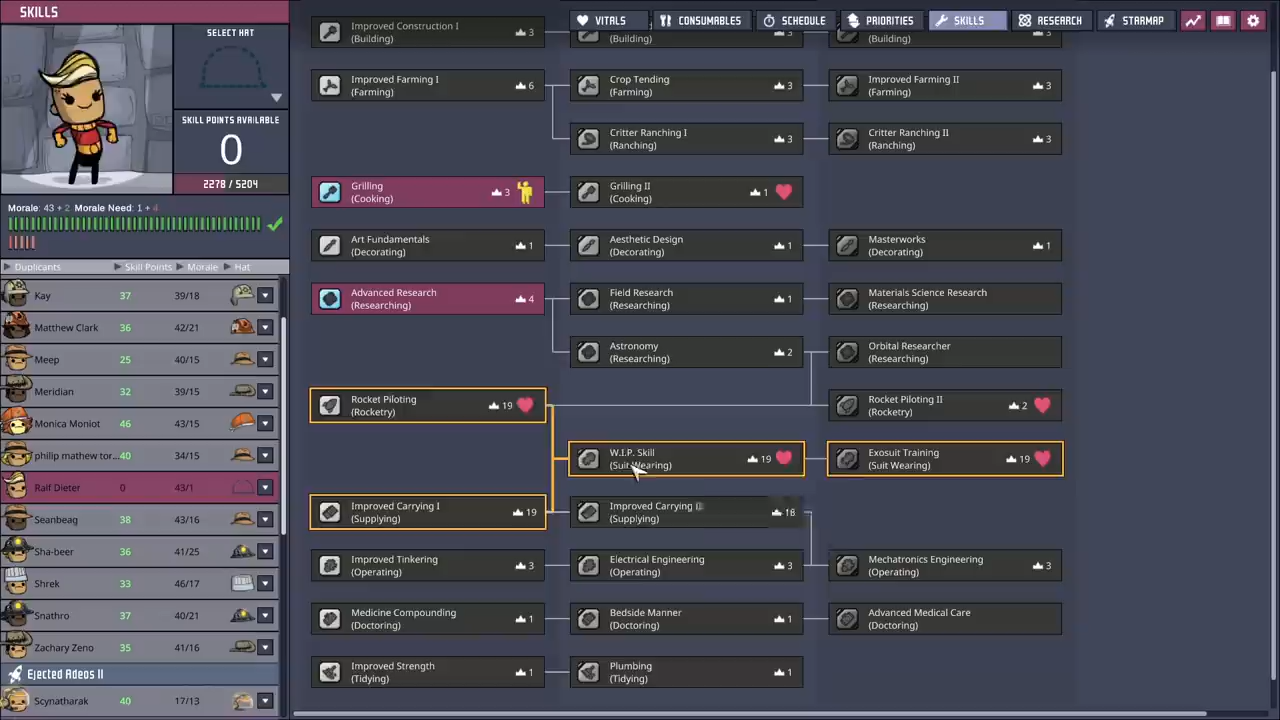 SKILLS
VITALS
CONSUMABLES
SCHEDULE
PRIORITIES
SKILLS
RESEARCH
STARMAP
SELECT HAT
SKILL POINTS AVAILABLE
0
2278 / 5204
Morale: 43 + 2 Morale Need: 1 + 4
Duplicants Skill Points Morale Hat
Kay 37 39/18
Matthew Clark 36 42/21
Meep 25 40/15
Meridian 32 39/15
Monica Moniot 46 43/15
philip mathew tor... 40 34/15
Ralf Dieter 0 43/1
Seanbeag 38 43/16
Sha-beer 36 41/25
Shrek 33 46/17
Snathro 37 40/21
Zachary Zeno 35 41/16
Ejected Adeos II
Scynatharak 40 17/13
Improved Construction I
(Building)
3
(Building)
3
(Building)
3
Improved Farming I
(Farming)
6
Crop Tending
(Farming)
3
Improved Farming II
(Farming)
3
Critter Ranching I
(Ranching)
3
Critter Ranching II
(Ranching)
3
Grilling
(Cooking)
3
Grilling II
(Cooking)
1
Art Fundamentals
(Decorating)
1
Aesthetic Design
(Decorating)
1
Masterworks
(Decorating)
1
Advanced Research
(Researching)
4
Field Research
(Researching)
1
Materials Science Research
(Researching)
Astronomy
(Researching)
2
Orbital Researcher
(Researching)
Rocket Piloting
(Rocketry)
19
Rocket Piloting II
(Rocketry)
2
W.I.P. Skill
(Suit Wearing)
19
Exosuit Training
(Suit Wearing)
19
Improved Carrying I
(Supplying)
19
Improved Carrying II
(Supplying)
18
Improved Tinkering
(Operating)
3
Electrical Engineering
(Operating)
3
Mechatronics Engineering
(Operating)
3
Medicine Compounding
(Doctoring)
1
Bedside Manner
(Doctoring)
1
Advanced Medical Care
(Doctoring)
Improved Strength
(Tidying)
1
Plumbing
(Tidying)
1